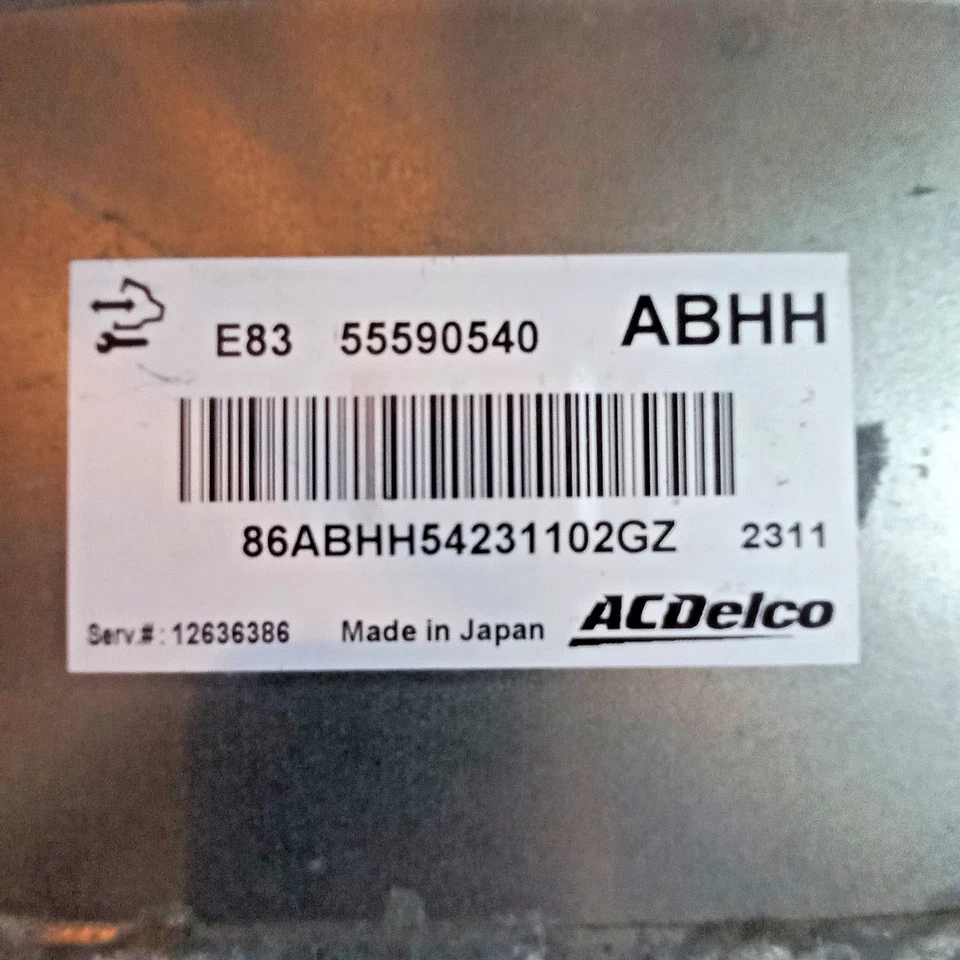 E83 55590540 ABHH
86ABHH54231102GZ 2311
Serv.#: 12636386 Made in Japan ACDelco